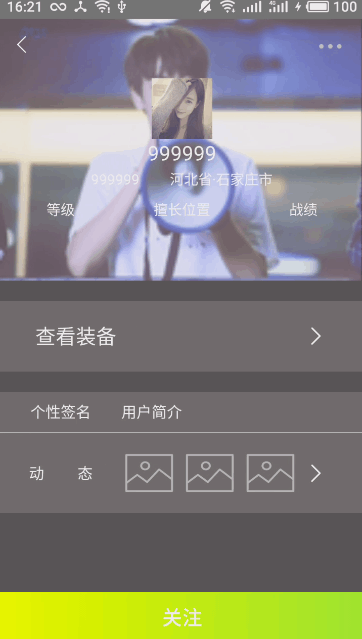 16:21 4G 100
999999
999999 河北省·石家庄市
等级 擅长位置 战绩
查看装备
个性签名 用户简介
动 态
关注